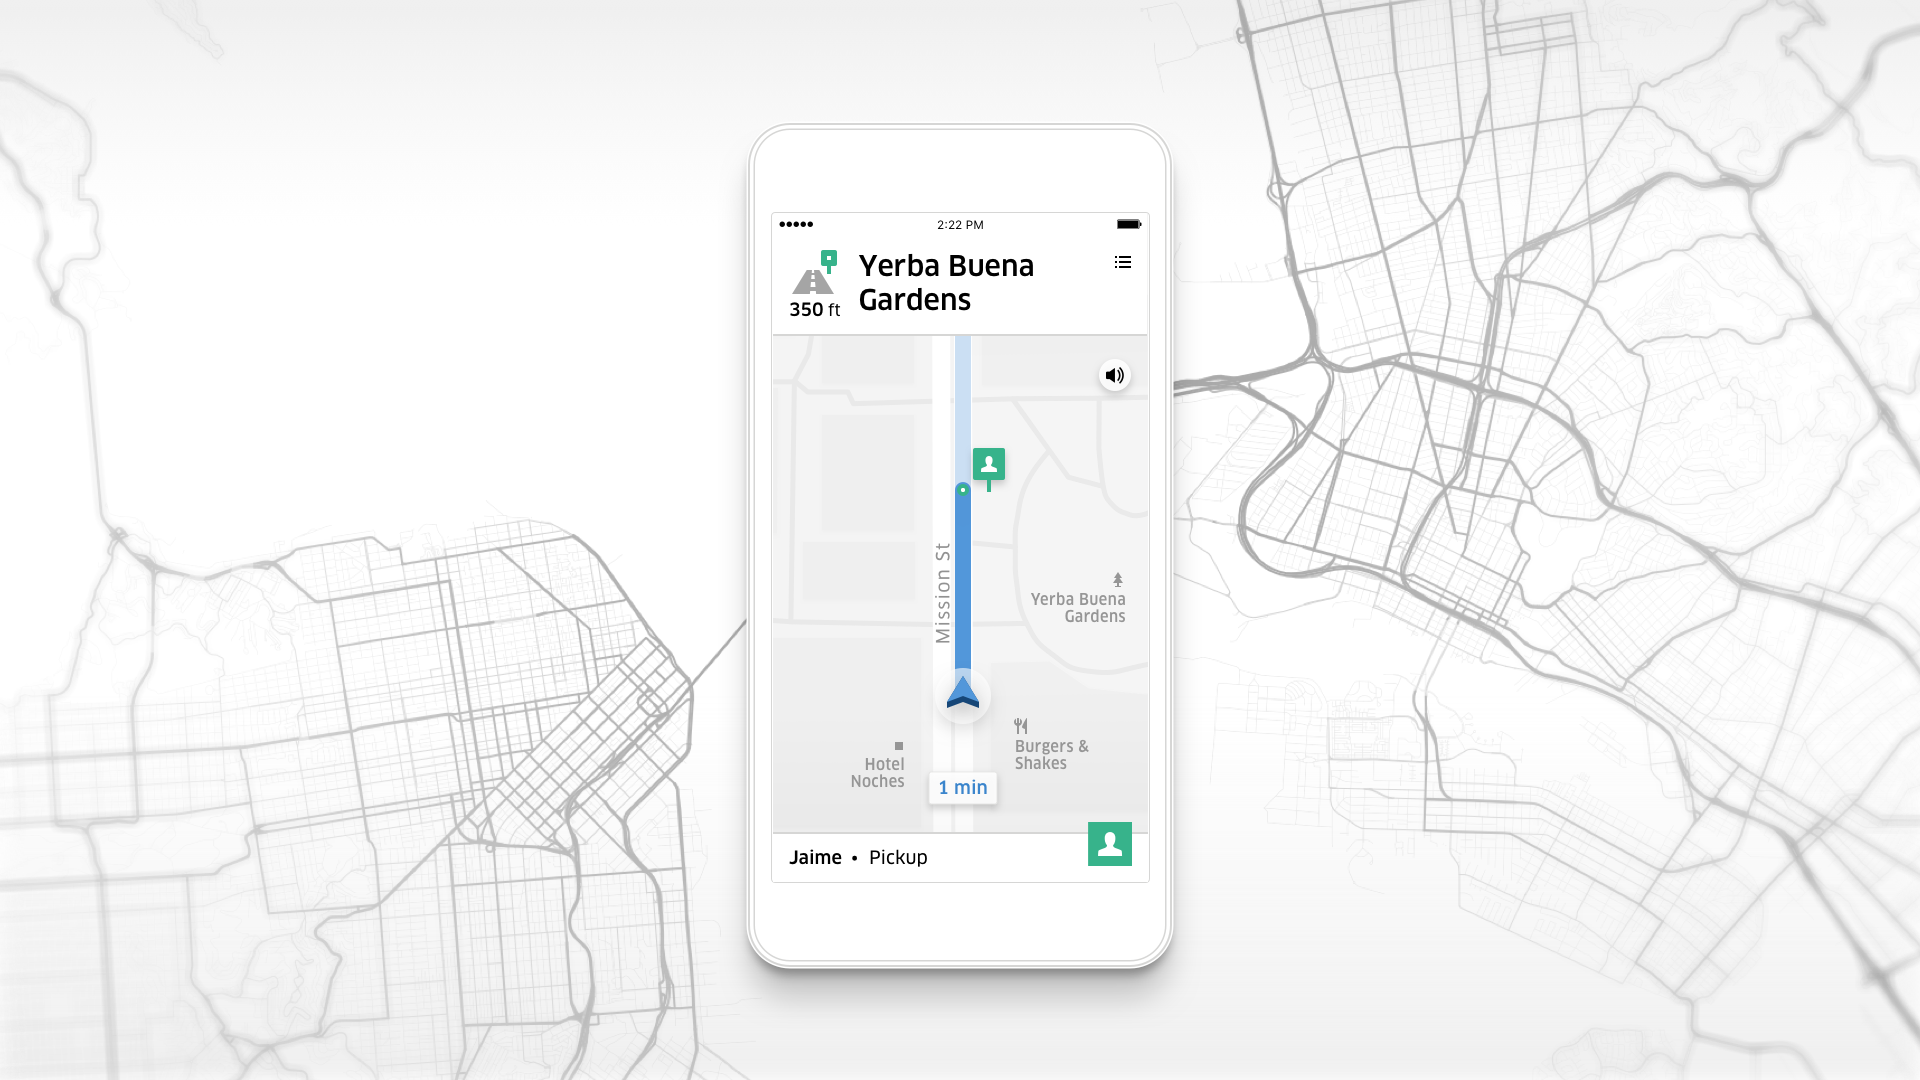 2:22 PM
Yerba Buena
Gardens
350 ft
Mission St
Yerba Buena
Gardens
Burgers &
Shakes
Hotel
Noches
1 min
Jaime • Pickup